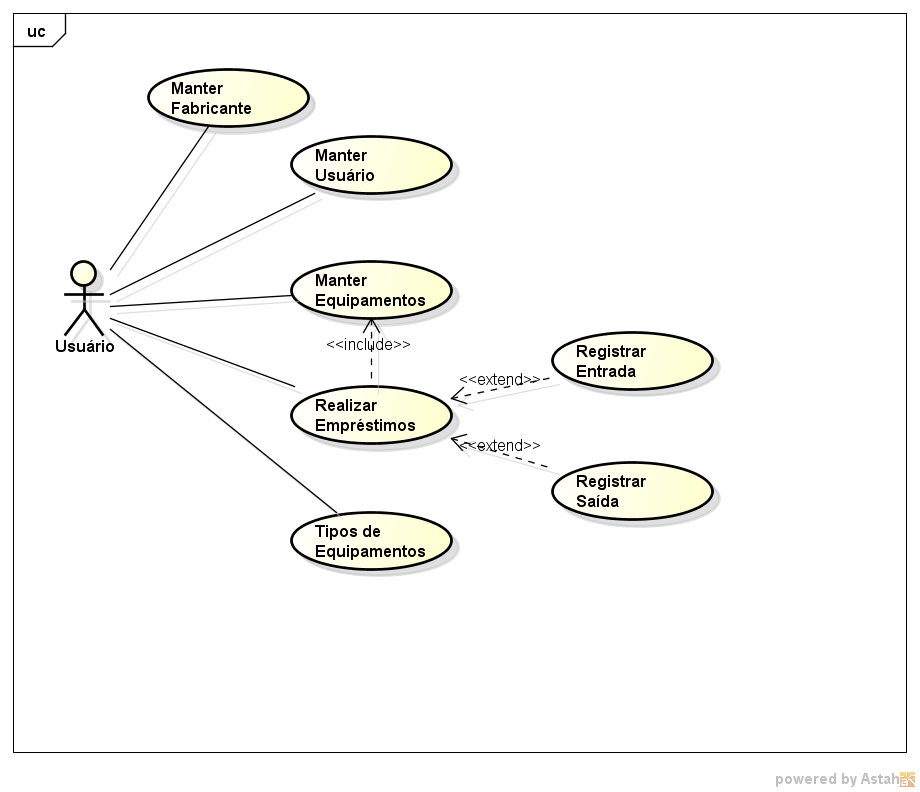 uc
Manter
Fabricante
Manter
Usuário
Manter
Equipamentos
Usuário
<<include>>
Registrar
Entrada
<<extend>>
Realizar
Empréstimos
<<extend>>
Registrar
Saída
Tipos de
Equipamentos
powered by Astah